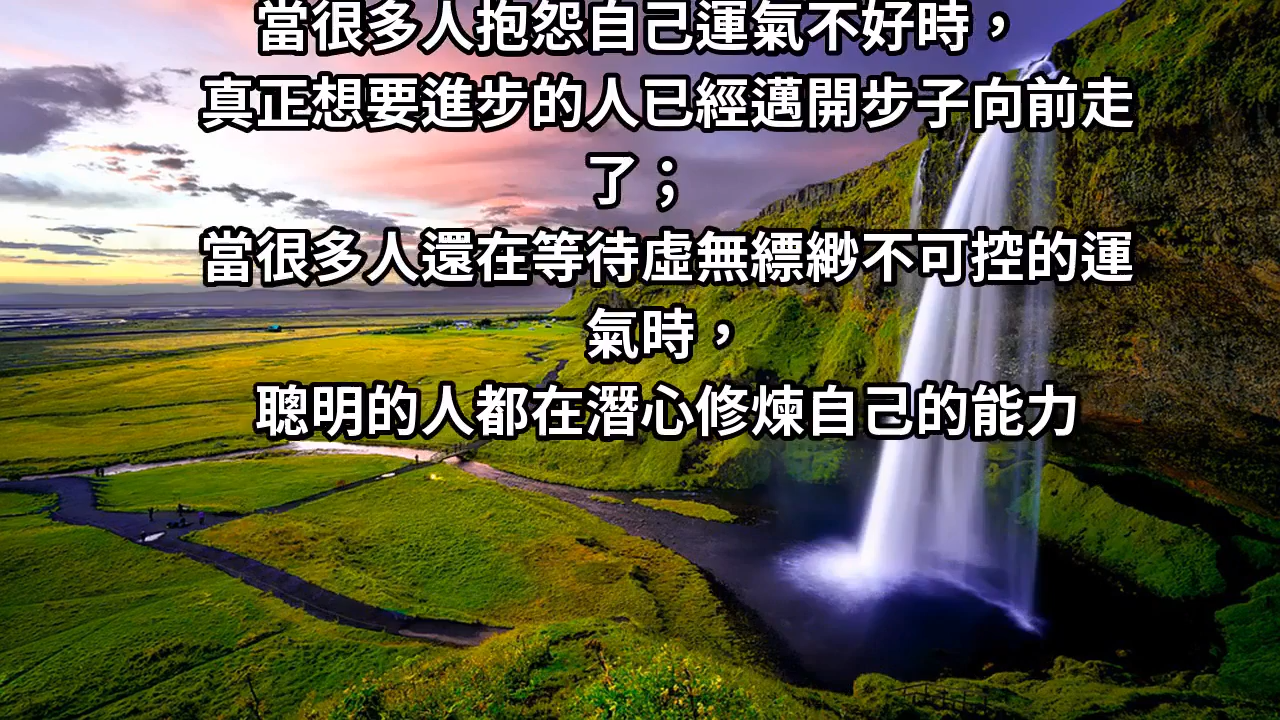 當很多人抱怨自己運氣不好時，
真正想要進步的人已經邁開步子向前走
了；
當很多人還在等待虛無縹緲不可控的運
氣時，
聰明的人都在潛心修煉自己的能力